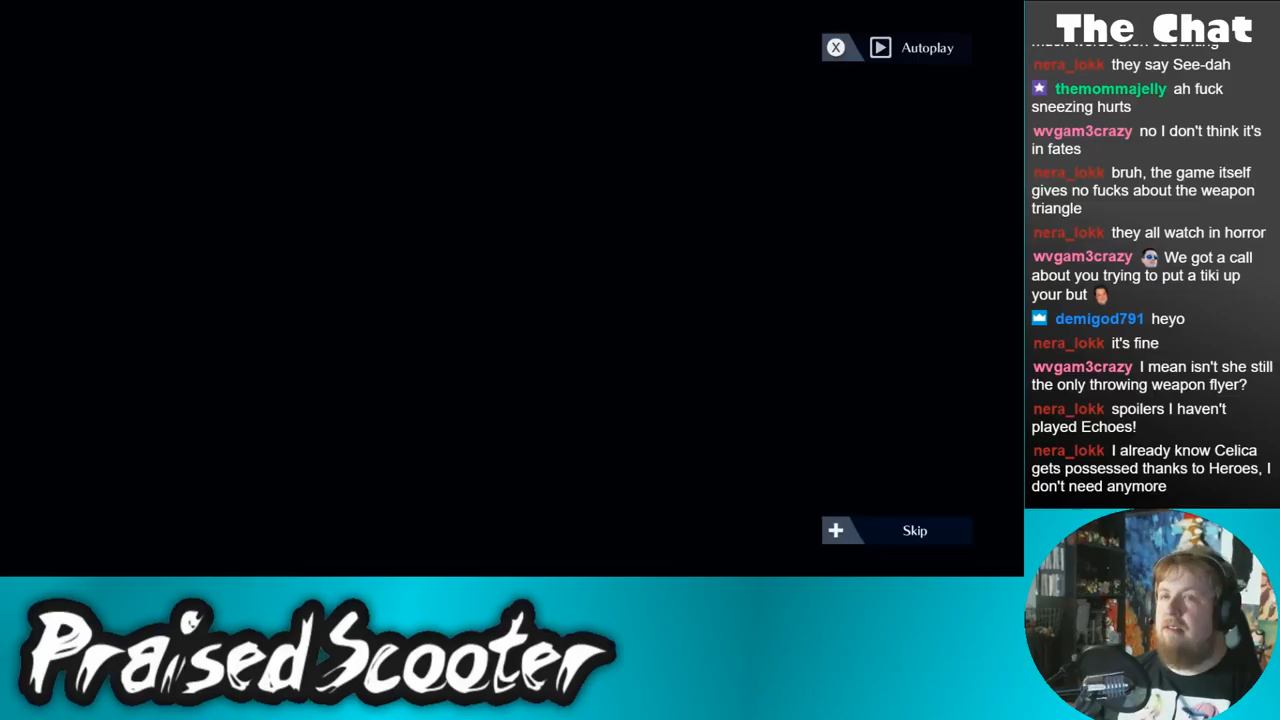 X Autoplay
+ Skip
The Chat
much worse then streching
nera_lokk they say See-dah
themommajelly ah fuck
sneezing hurts
wvgam3crazy no I don't think it's
in fates
nera_lokk bruh, the game itself
gives no fucks about the weapon
triangle
nera_lokk they all watch in horror
wvgam3crazy We got a call
about you trying to put a tiki up
your but
demigod791 heyo
nera_lokk it's fine
wvgam3crazy I mean isn't she still
the only throwing weapon flyer?
nera_lokk spoilers I haven't
played Echoes!
nera_lokk I already know Celica
gets possessed thanks to Heroes, I
don't need anymore
PraisedScooter